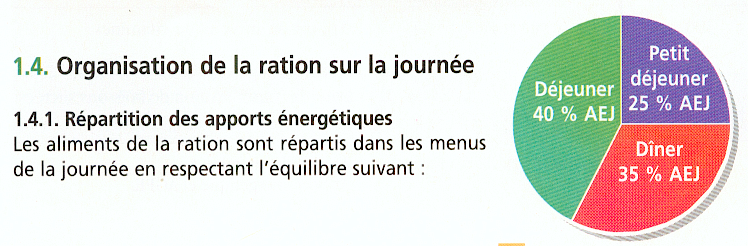 1.4. Organisation de la ration sur la journée
1.4.1. Répartition des apports énergétiques
Les aliments de la ration sont répartis dans les menus
de la journée en respectant l'équilibre suivant :
Petit
déjeuner
25 % AEJ
Déjeuner
40 % AEJ
Dîner
35 % AEJ